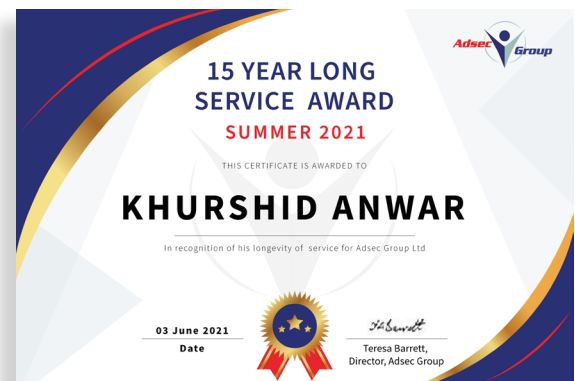 Adsec Group
15 YEAR LONG
SERVICE AWARD
SUMMER 2021
THIS CERTIFICATE IS AWARDED TO
KHURSHID ANWAR
In recognition of his longevity of service for Adsec Group Ltd
03 June 2021
Date
Teresa Barrett,
Director, Adsec Group